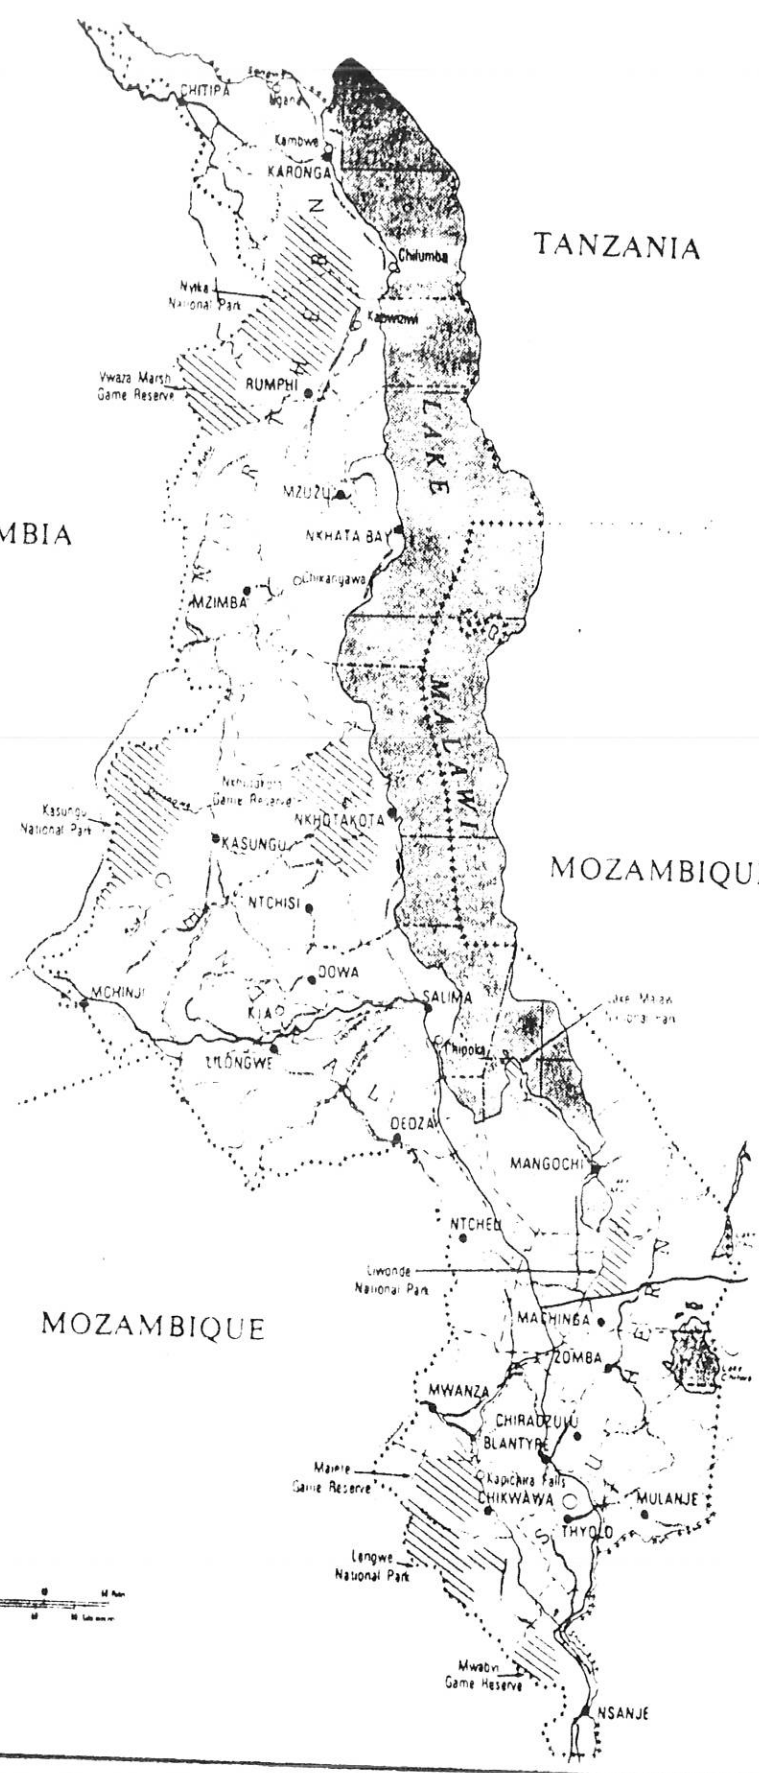 CHITIPA
Kambwe
KARONGA
TANZANIA
Chilumba
Nyika
National Park
Kapwiziwi
Vwaza Marsh
Game Reserve
RUMPHI
LAKE
MZUZU
NKHATA BAY
MBIA
Chikangawa
MZIMBA
MALAWI
Game Reserve
Kasungu
National Park
NKHOTAKOTA
KASUNGU
MOZAMBIQU
NTCHISI
DOWA
MCHINJI
SALIMA
KIA
Chipoka
LILONGWE
DEDZA
MANGOCHI
NTCHEU
Liwonde
National Park
MOZAMBIQUE
MACHINGA
ZOMBA
MWANZA
CHIRADZULU
BLANTYRE
Game Reserve
Kapichira Falls
CHIKWAWA
MULANJE
THYOLO
Lengwe
National Park
Mwabvi
Game Reserve
NSANJE